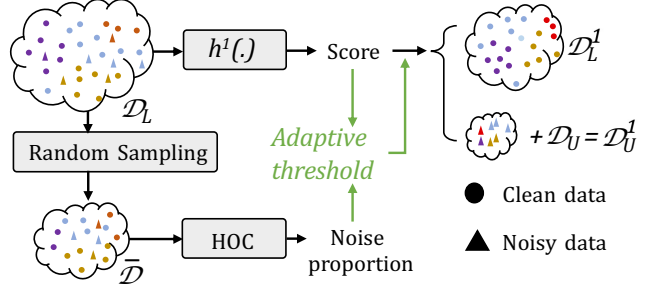 𝒟_L
h¹(.)
Score
𝒟_L^1
Random Sampling
Adaptive
threshold
+ 𝒟_U = 𝒟_U^1
Clean data
𝒟̄
HOC
Noise
proportion
Noisy data